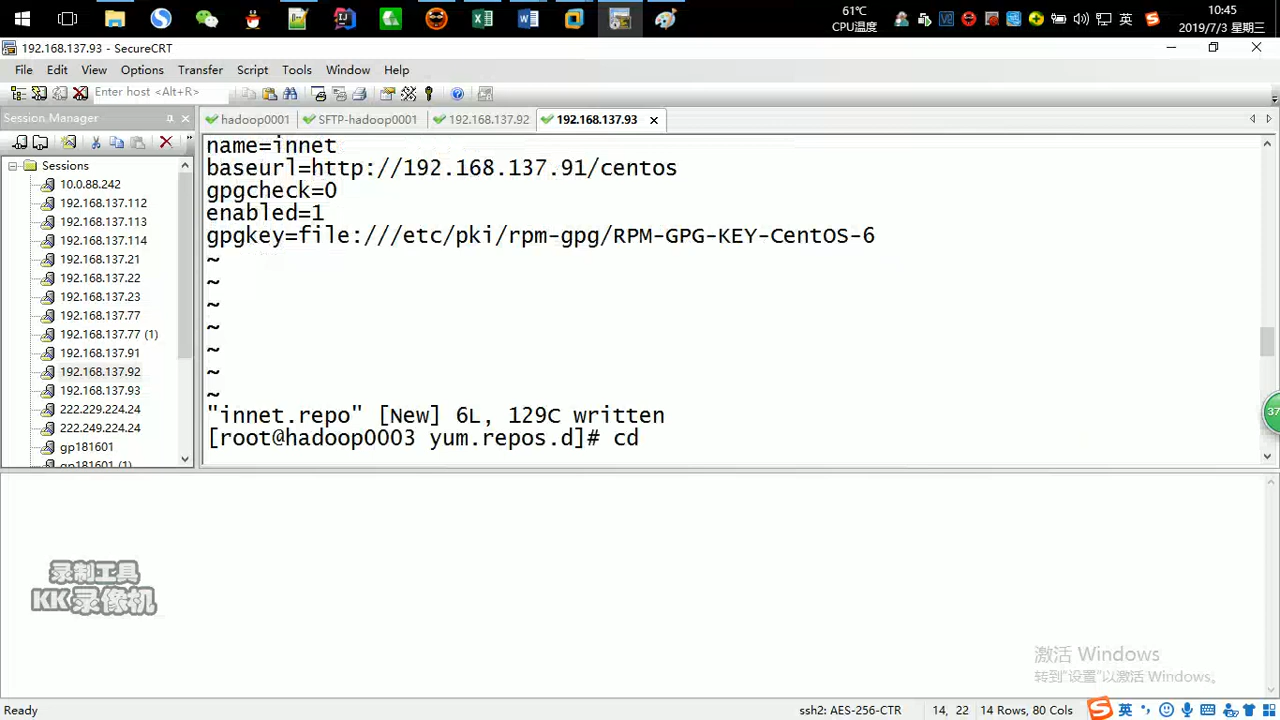 61℃
CPU温度
英
10:45
2019/7/3 星期三
192.168.137.93 - SecureCRT
File Edit View Options Transfer Script Tools Window Help
Enter host <Alt+R>
Session Manager
hadoop0001
SFTP-hadoop0001
192.168.137.92
192.168.137.93
Sessions
10.0.88.242
192.168.137.112
192.168.137.113
192.168.137.114
192.168.137.21
192.168.137.22
192.168.137.23
192.168.137.77
192.168.137.77 (1)
192.168.137.91
192.168.137.92
192.168.137.93
222.229.224.24
222.249.224.24
gp181601
gp181601 (1)
name=innet
baseurl=http://192.168.137.91/centos
gpgcheck=0
enabled=1
gpgkey=file:///etc/pki/rpm-gpg/RPM-GPG-KEY-CentOS-6
~
~
~
~
~
~
~
"innet.repo" [New] 6L, 129C written
[root@hadoop0003 yum.repos.d]# cd
37
录制工具
KK录像机
激活 Windows
转到"设置"以激活 Windows。
Ready
ssh2: AES-256-CTR
14, 22
14 Rows, 80 Cols
英